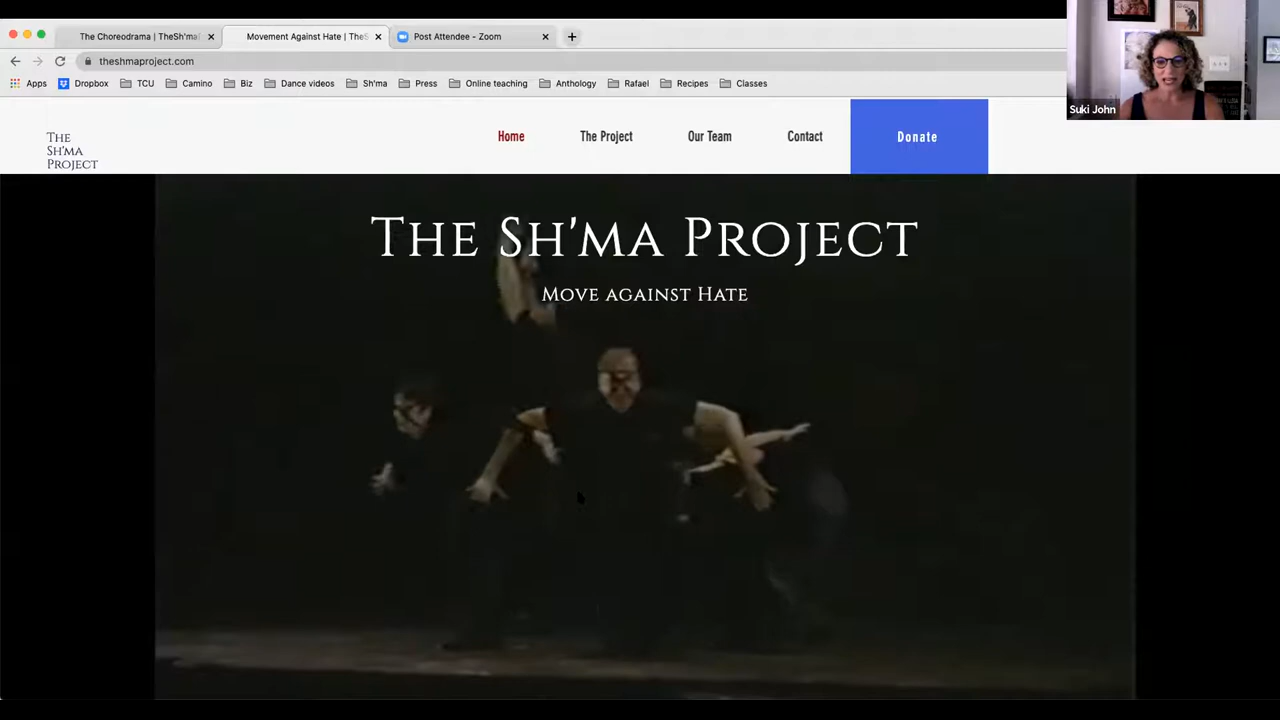 The Choreodrama | TheSh'ma
Movement Against Hate | TheS
Post Attendee - Zoom
theshmaproject.com
Apps
Dropbox
TCU
Camino
Biz
Dance videos
Sh'ma
Press
Online teaching
Anthology
Rafael
Recipes
Classes
Suki John
THE
SH'MA
PROJECT
Home
The Project
Our Team
Contact
Donate
THE SH'MA PROJECT
MOVE AGAINST HATE